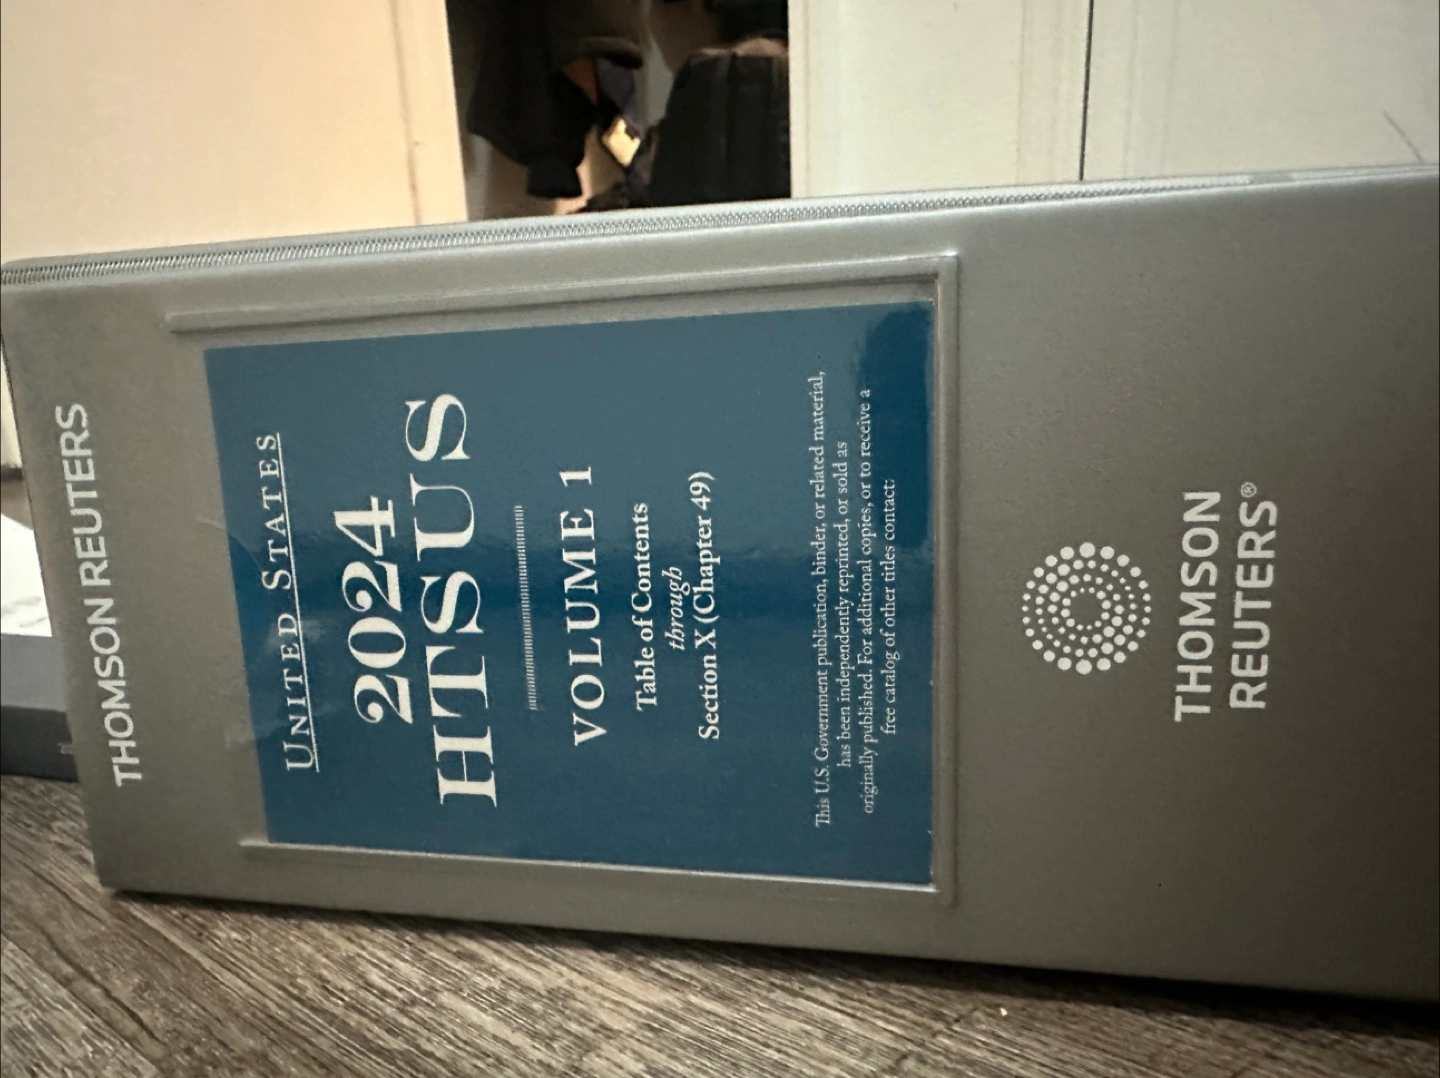 THOMSON REUTERS
UNITED STATES
2024
HTSUS
VOLUME 1
Table of Contents
through
Section X (Chapter 49)
This U.S. Government publication, binder, or related material,
has been independently reprinted, or sold as
originally published. For additional copies, or to receive a
free catalog of other titles contact:
THOMSON
REUTERS®